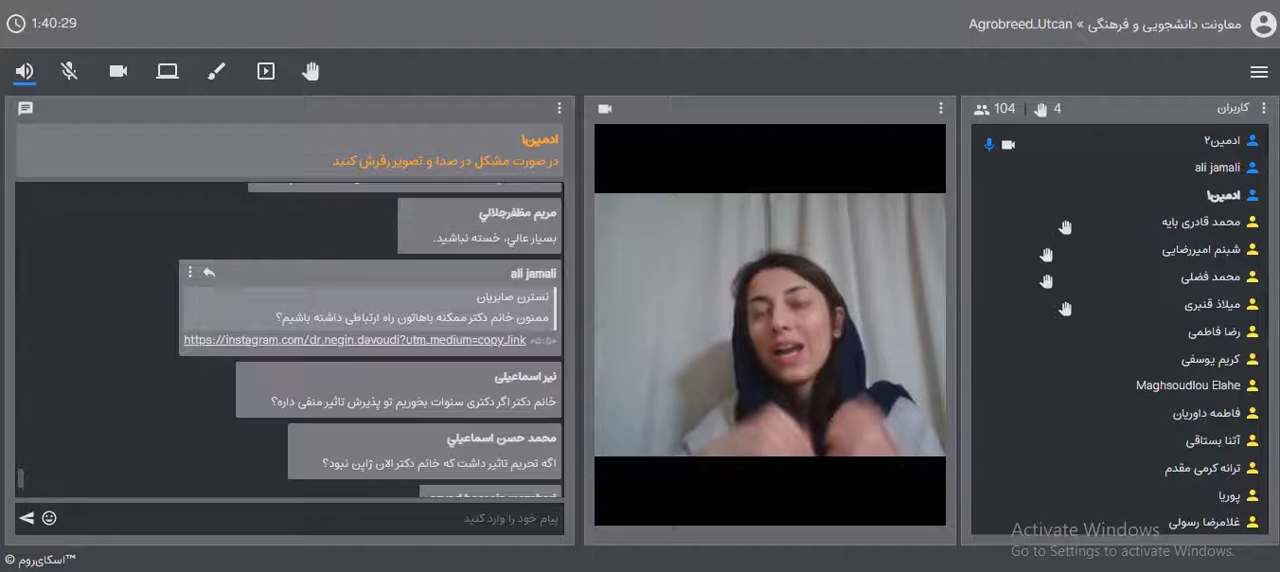 1:40:29
معاونت دانشجویی و فرهنگی » Agrobreed_Utcan
ادمین۱
در صورت مشکل در صدا و تصویر رفرش کنید
مریم مظفرجلالي
بسیار عالي، خسته نباشید.
ali jamali
نسترن صابریان
ممنون خانم دکتر ممکنه باهاتون راه ارتباطی داشته باشیم؟
https://instagram.com/dr.negin.davoudi?utm_medium=copy_link
نیر اسماعیلی
خانم دکتر اگر دکتری سنوات بخوریم تو پذیرش تاثیر منفی داره؟
محمد حسن اسماعیلي
اگه تحریم تاثیر داشت که خانم دکتر الان ژاپن نبود؟
پیام خود را وارد کنید
کاربران
4 | 104
ادمین۲
ali jamali
ادمین۱
محمد قادری بایه
شبنم امیررضایی
محمد فضلی
میلاد قنبری
رضا فاطمی
کریم یوسفی
Maghsoudlou Elahe
فاطمه داوریان
آتنا بستاقی
ترانه کرمی مقدم
پوریا
غلامرضا رسولی
Activate Windows
Go to Settings to activate Windows.
© اسکای‌روم™